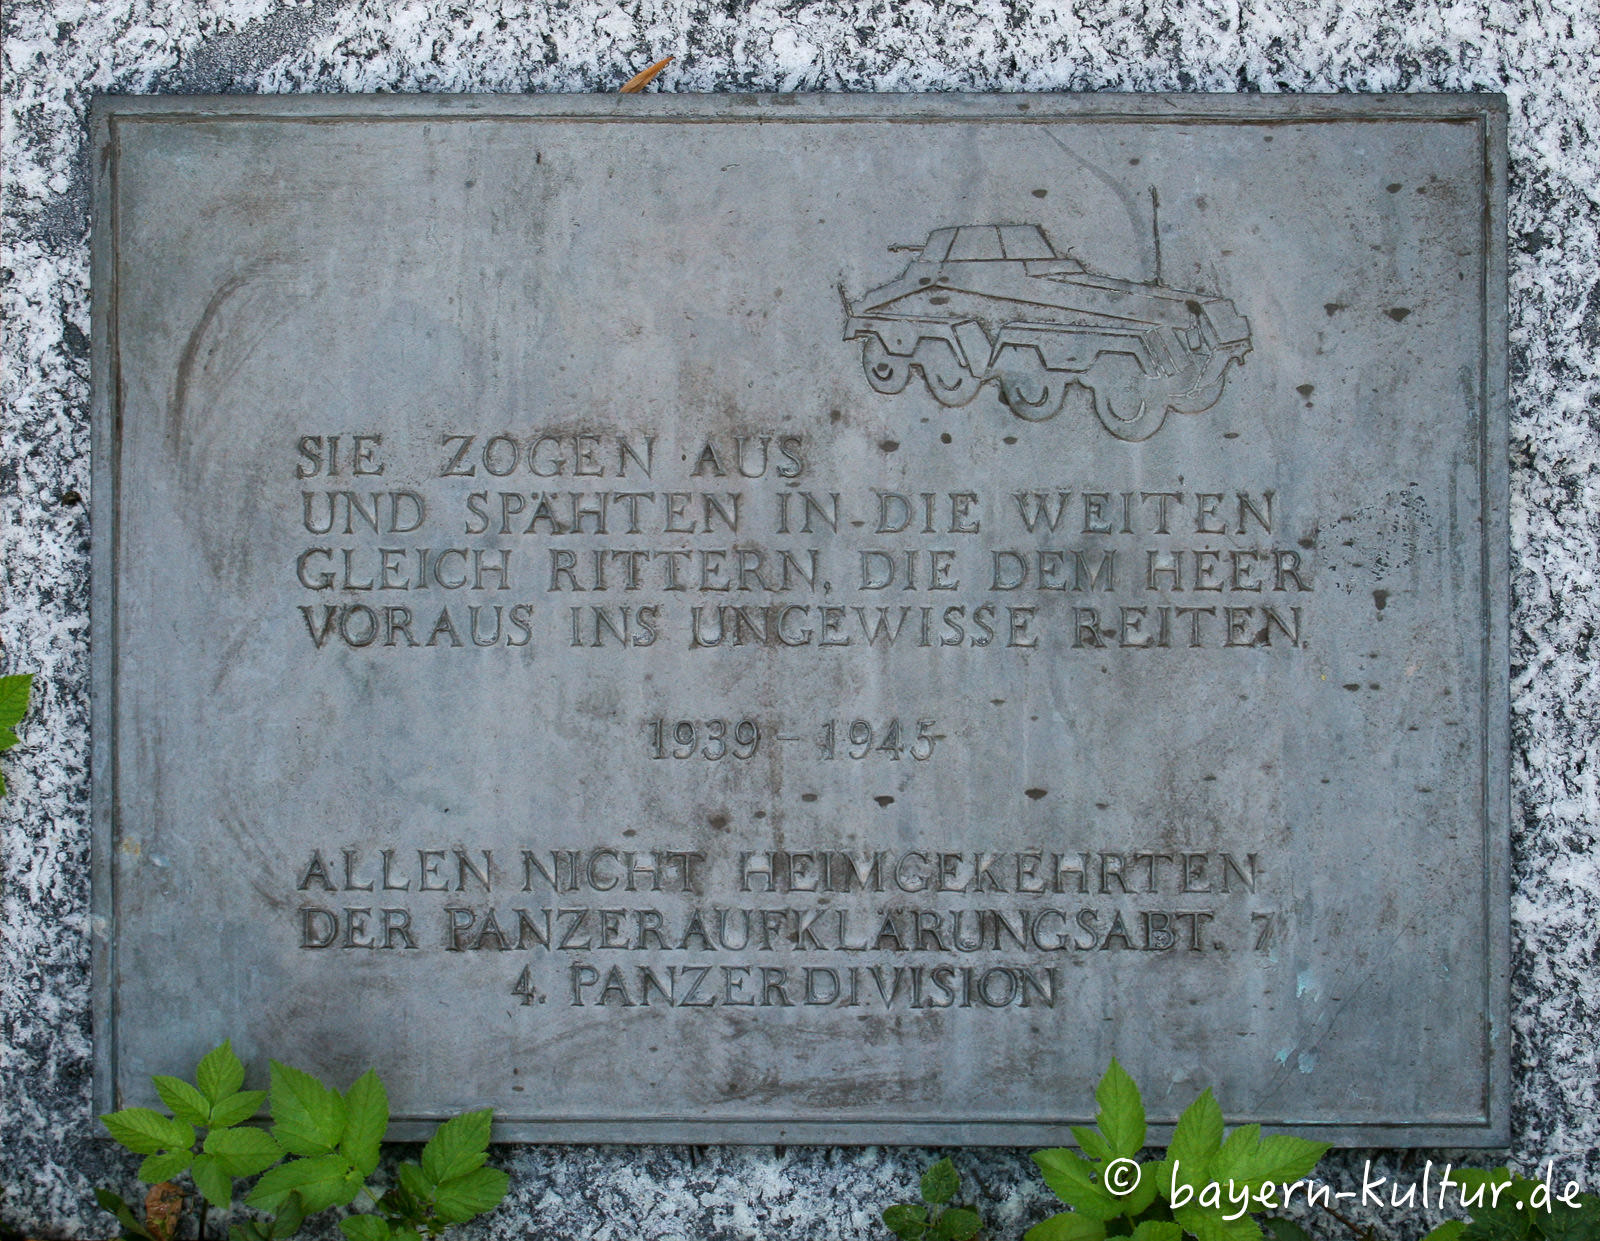 SIE ZOGEN AUS
UND SPÄHTEN IN DIE WEITEN
GLEICH RITTERN, DIE DEM HEER
VORAUS INS UNGEWISSE REITEN.
1939 - 1945
ALLEN NICHT HEIMGEKEHRTEN
DER PANZERAUFKLÄRUNGSABT. 7
4. PANZERDIVISION
© bayern-kultur.de